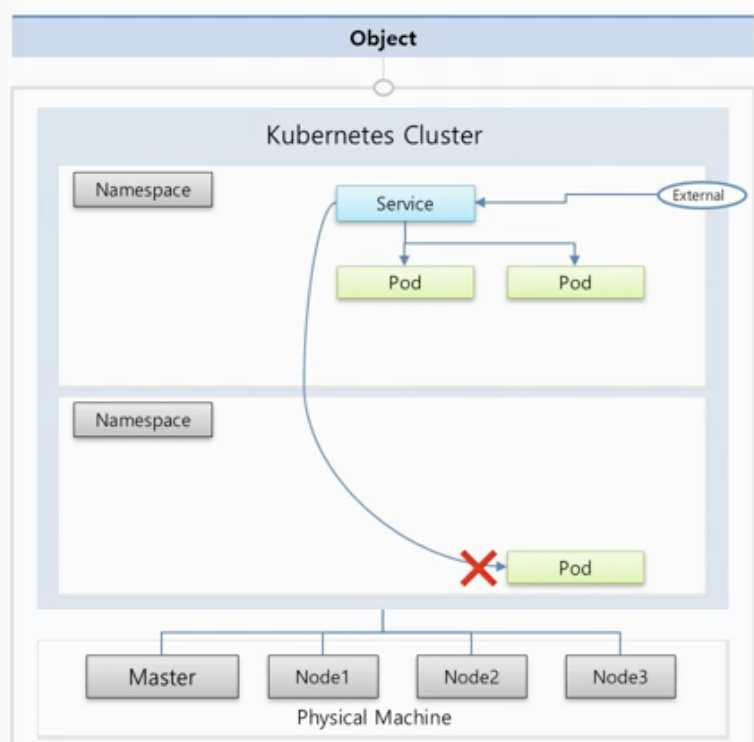 Object
Kubernetes Cluster
Namespace
Service
External
Pod
Pod
Namespace
Pod
Master
Node1
Node2
Node3
Physical Machine